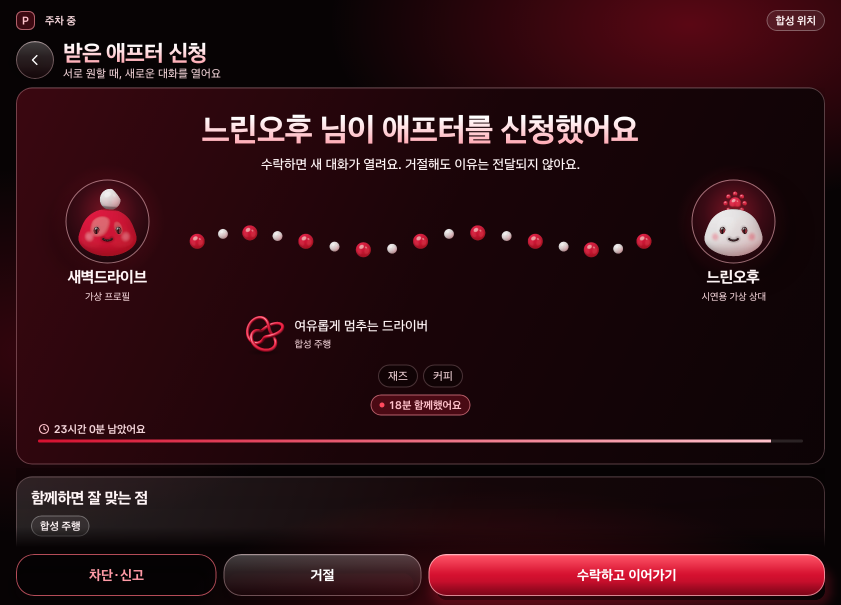 P 주차 중
합성 위치
받은 애프터 신청
서로 원할 때, 새로운 대화를 열어요
느린오후 님이 애프터를 신청했어요
수락하면 새 대화가 열려요. 거절해도 이유는 전달되지 않아요.
새벽드라이브
가상 프로필
느린오후
시연용 가상 상대
여유롭게 멈추는 드라이버
합성 주행
재즈
커피
18분 함께했어요
23시간 0분 남았어요
함께하면 잘 맞는 점
합성 주행
차단·신고
거절
수락하고 이어가기